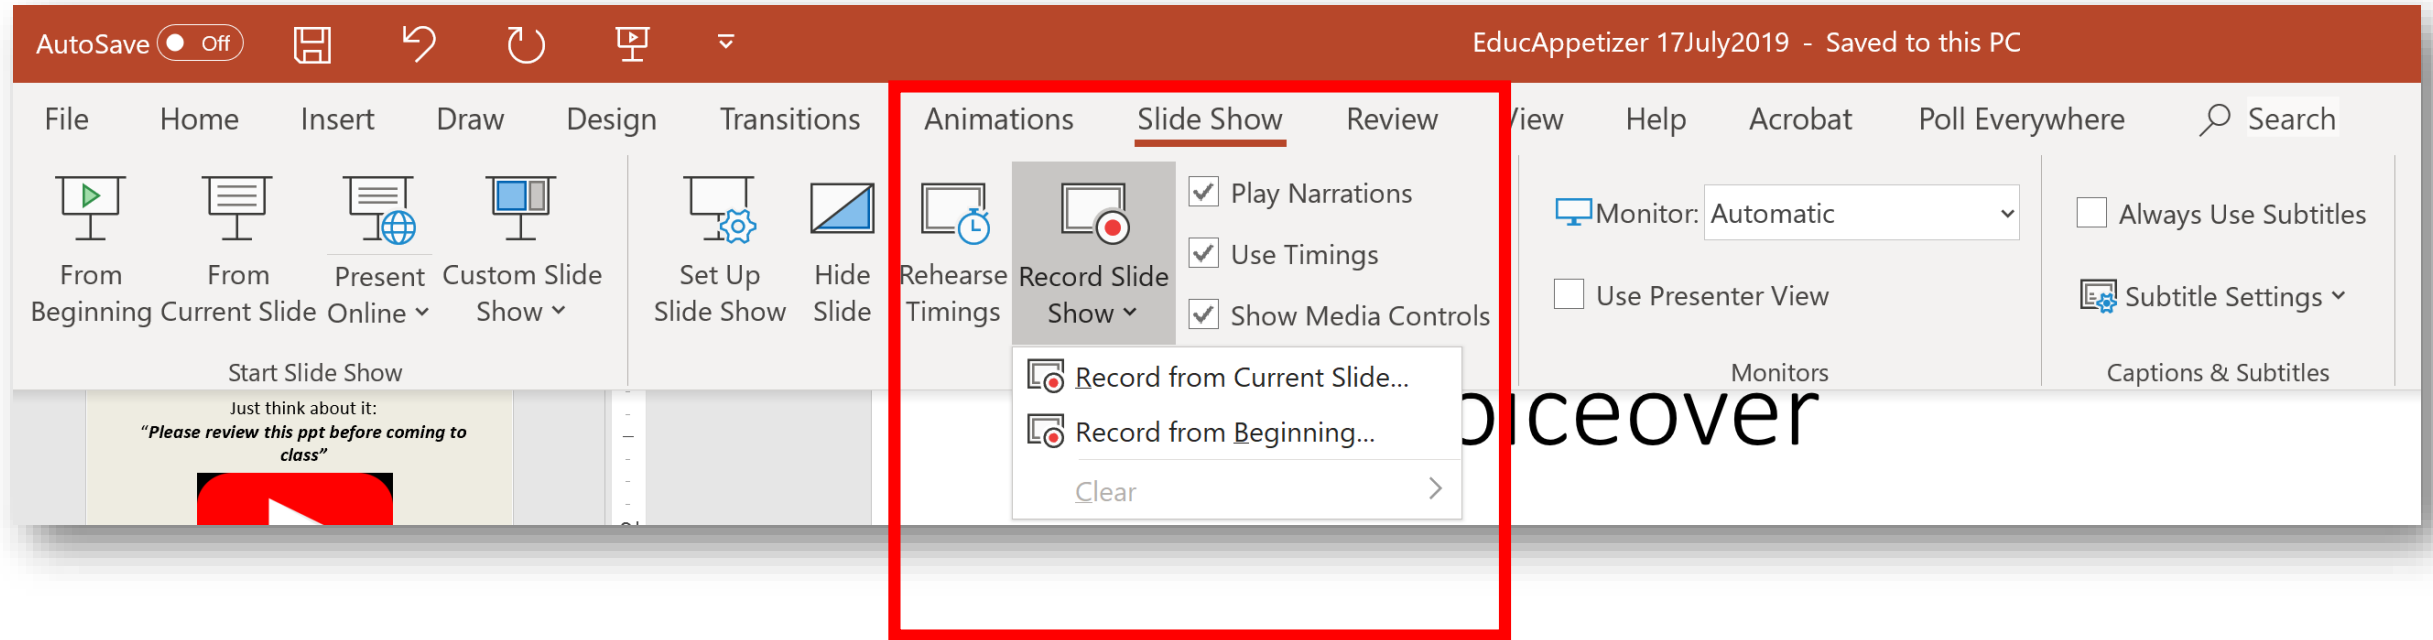 AutoSave Off EducAppetizer 17July2019 - Saved to this PC
File Home Insert Draw Design Transitions Animations Slide Show Review View Help Acrobat Poll Everywhere Search
From Beginning
From Current Slide
Present Online
Custom Slide Show
Start Slide Show
Set Up Slide Show
Hide Slide
Rehearse Timings
Record Slide Show
Play Narrations
Use Timings
Show Media Controls
Record from Current Slide...
Record from Beginning...
Clear
Monitor: Automatic
Use Presenter View
Monitors
Always Use Subtitles
Subtitle Settings
Captions & Subtitles
Just think about it:
“Please review this ppt before coming to
class”
oiceover